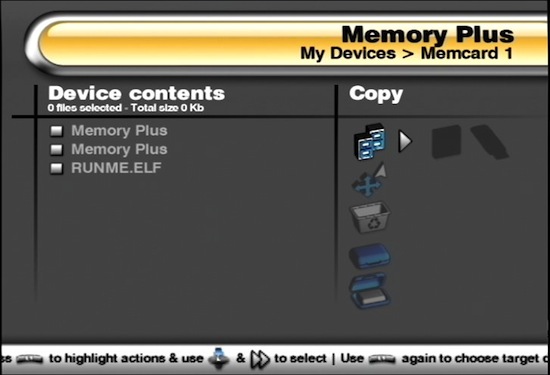 Memory Plus
My Devices > Memcard 1
Device contents
0 files selected - Total size 0 Kb
Memory Plus
Memory Plus
RUNME.ELF
Copy
to highlight actions & use & to select | Use again to choose target